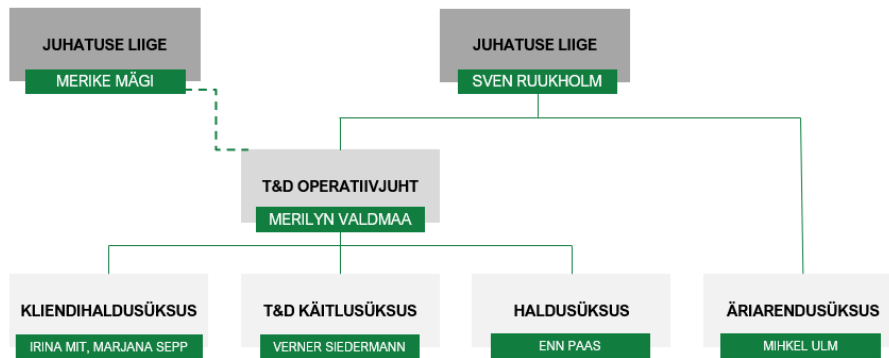 JUHATUSE LIIGE
MERIKE MÄGI
JUHATUSE LIIGE
SVEN RUUKHOLM
T&D OPERATIIVJUHT
MERILYN VALDMAA
KLIENDIHALDUSÜKSUS
IRINA MIT, MARJANA SEPP
T&D KÄITLUSÜKSUS
VERNER SIEDERMANN
HALDUSÜKSUS
ENN PAAS
ÄRIARENDUSÜKSUS
MIHKEL ULM